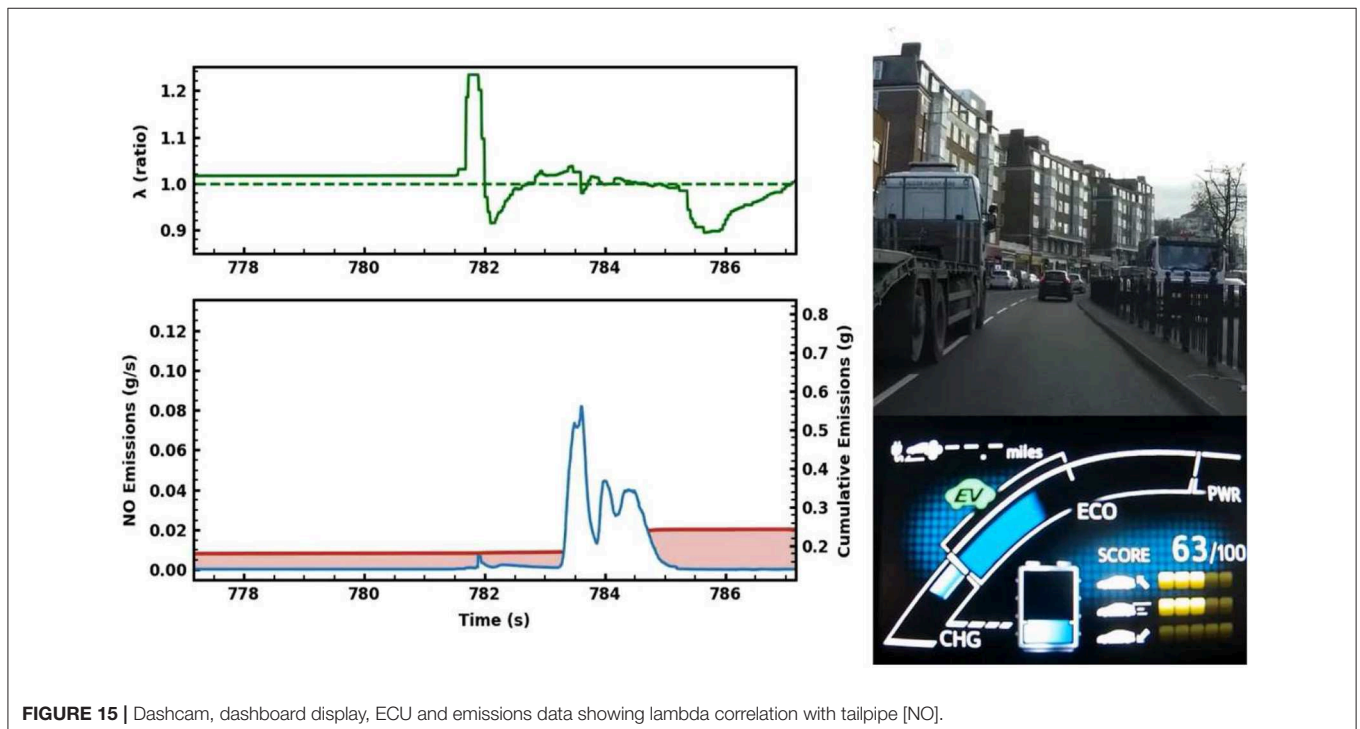 1.2
1.1
1.0
0.9
λ (ratio)
778 780 782 784 786
0.12
0.10
0.08
0.06
0.04
0.02
0.00
NO Emissions (g/s)
0.8
0.7
0.6
0.5
0.4
0.3
0.2
Cumulative Emissions (g)
778 780 782 784 786
Time (s)
--.- miles
EV
PWR
ECO
SCORE 63/100
CHG
FIGURE 15 | Dashcam, dashboard display, ECU and emissions data showing lambda correlation with tailpipe [NO].